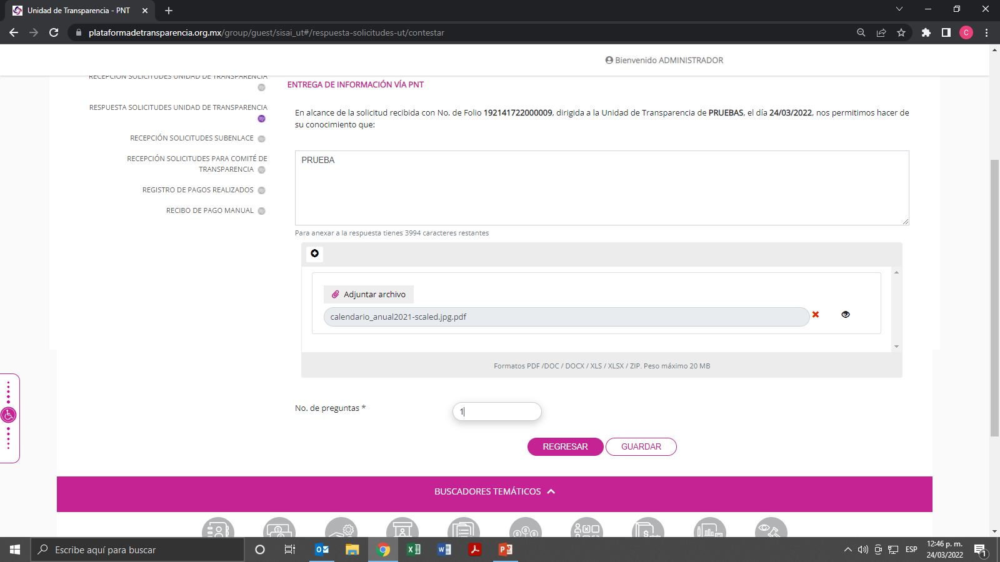 Unidad de Transparencia - PNT
plataformadetransparencia.org.mx/group/guest/sisai_ut#/respuesta-solicitudes-ut/contestar
C
Bienvenido ADMINISTRADOR
RECEPCIÓN SOLICITUDES UNIDAD DE TRANSPARENCIA
RESPUESTA SOLICITUDES UNIDAD DE TRANSPARENCIA
RECEPCIÓN SOLICITUDES SUBENLACE
RECEPCIÓN SOLICITUDES PARA COMITÉ DE
TRANSPARENCIA
REGISTRO DE PAGOS REALIZADOS
RECIBO DE PAGO MANUAL
ENTREGA DE INFORMACIÓN VÍA PNT
En alcance de la solicitud recibida con No. de Folio 192141722000009, dirigida a la Unidad de Transparencia de PRUEBAS, el día 24/03/2022, nos permitimos hacer de
su conocimiento que:
PRUEBA
Para anexar a la respuesta tienes 3994 caracteres restantes
Adjuntar archivo
calendario_anual2021-scaled.jpg.pdf
Formatos PDF /DOC / DOCX / XLS / XLSX / ZIP. Peso máximo 20 MB
No. de preguntas *
1
REGRESAR
GUARDAR
BUSCADORES TEMÁTICOS
Escribe aquí para buscar
ESP
12:46 p. m.
24/03/2022
1